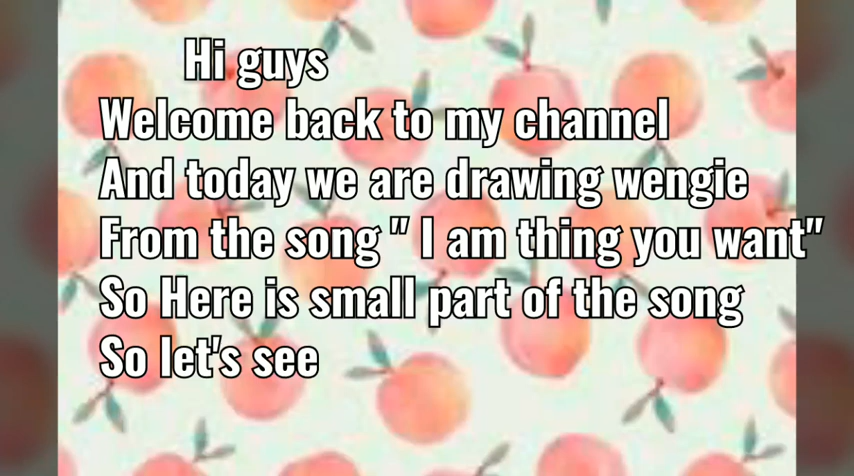 Hi guys
Welcome back to my channel
And today we are drawing wengie
From the song " I am thing you want"
So Here is small part of the song
So let's see